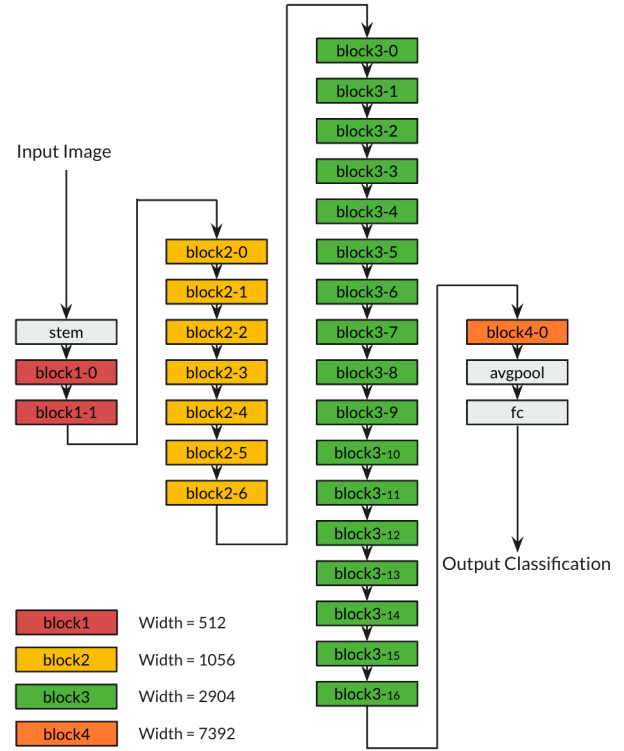 Input Image
stem
block1-0
block1-1
block2-0
block2-1
block2-2
block2-3
block2-4
block2-5
block2-6
block3-0
block3-1
block3-2
block3-3
block3-4
block3-5
block3-6
block3-7
block3-8
block3-9
block3-10
block3-11
block3-12
block3-13
block3-14
block3-15
block3-16
block4-0
avgpool
fc
Output Classification
block1 Width = 512
block2 Width = 1056
block3 Width = 2904
block4 Width = 7392